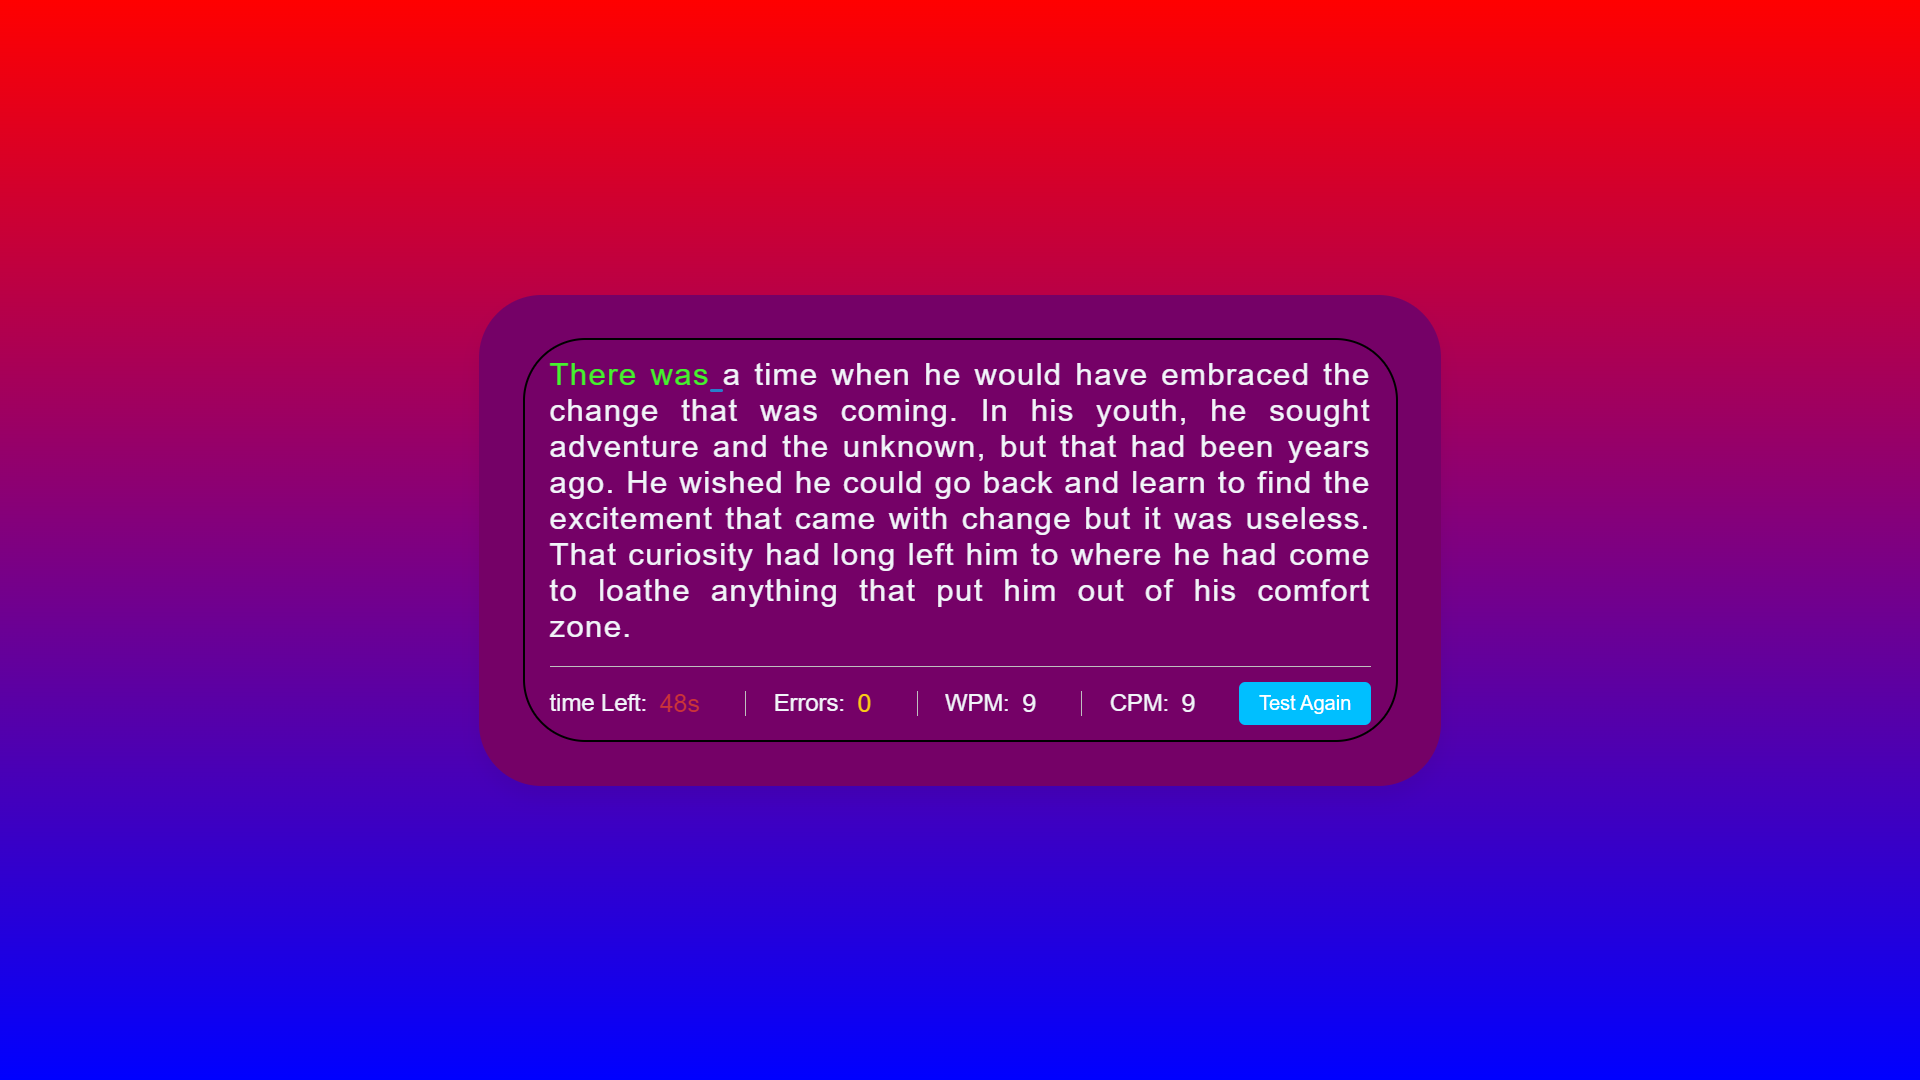 There was a time when he would have embraced the
change that was coming. In his youth, he sought
adventure and the unknown, but that had been years
ago. He wished he could go back and learn to find the
excitement that came with change but it was useless.
That curiosity had long left him to where he had come
to loathe anything that put him out of his comfort
zone.
time Left: 48s Errors: 0 WPM: 9 CPM: 9 Test Again